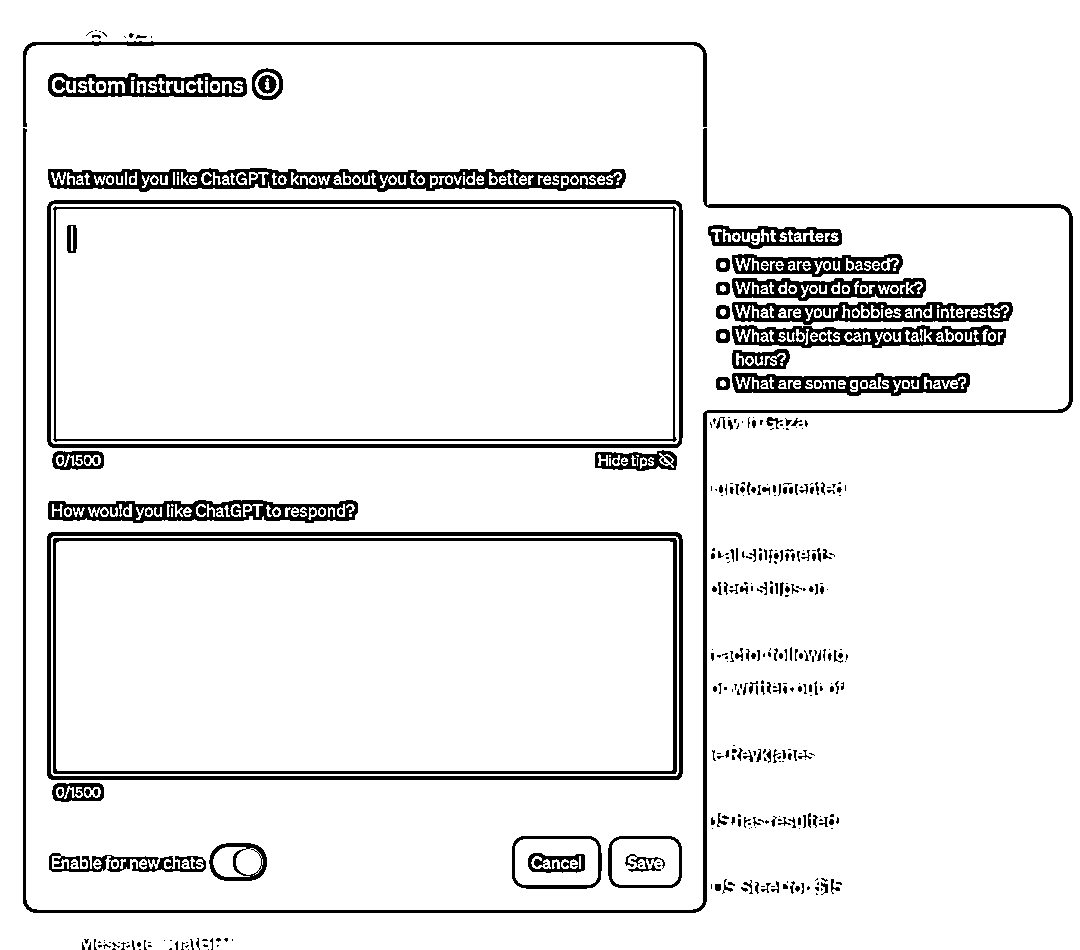 Custom instructions
What would you like ChatGPT to know about you to provide better responses?
Thought starters
Where are you based?
What do you do for work?
What are your hobbies and interests?
What subjects can you talk about for
hours?
What are some goals you have?
0/1500
Hide tips
How would you like ChatGPT to respond?
0/1500
Enable for new chats
Cancel
Save
in Gaza
undocumented
shipments
ships on
following
written out of
Reykjanes
US has resulted
US Steel for $15
Message ChatGPT